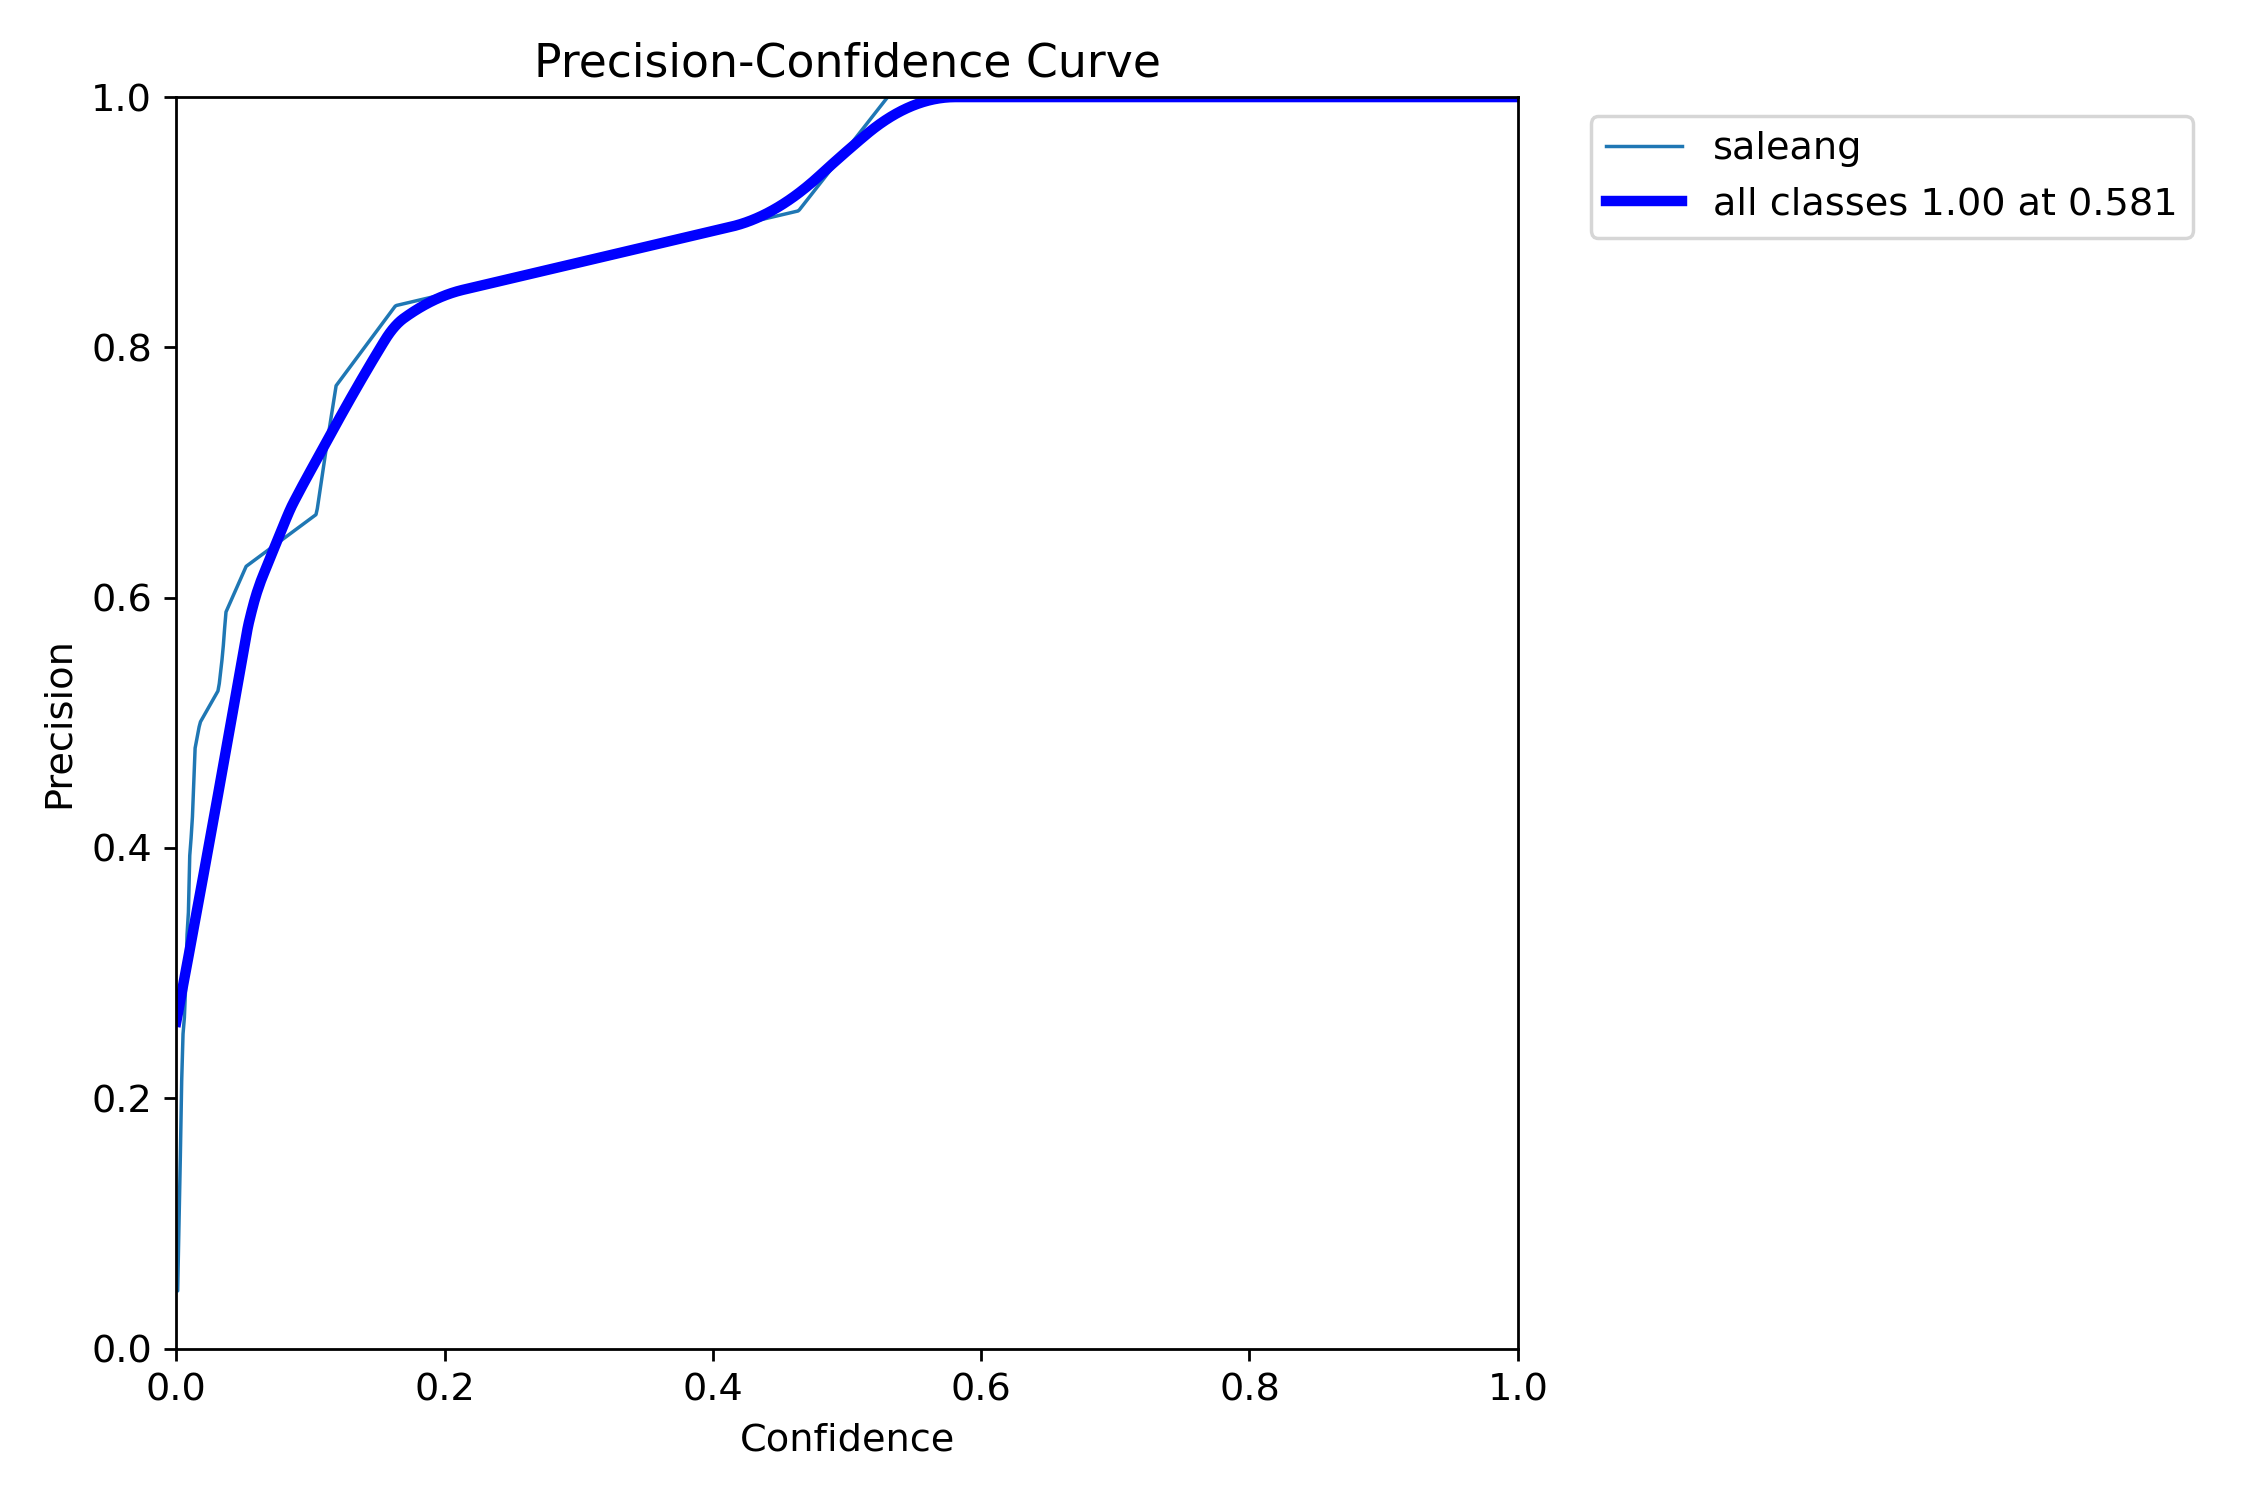 Precision-Confidence Curve
1.0
0.8
0.6
0.4
0.2
0.0
Precision
0.0 0.2 0.4 0.6 0.8 1.0
Confidence
saleang
all classes 1.00 at 0.581